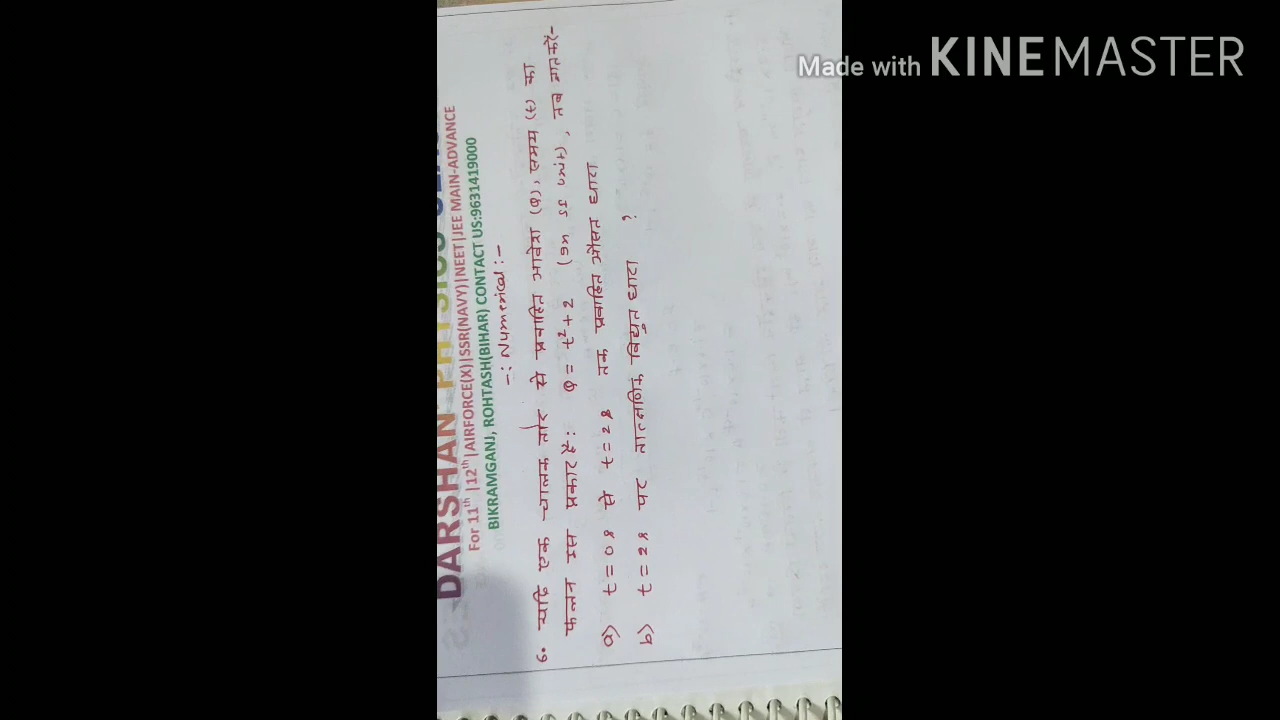 Made with KINEMASTER
DARSHAN PHYSICS
For 11th |12th |AIRFORCE(X)|SSR(NAVY)|NEET|JEE MAIN-ADVANCE
BIKRAMGANJ, ROHTASH(BIHAR) CONTACT US:9631419000
-: Numerical :-
6. यदि एक चालक तार से प्रवाहित आवेश (Q), समय (t) का
फलन इस प्रकार है: Q = t² + 2 (In SI unit), तब ज्ञात करें-
a) t = 0s से t = 2s तक प्रवाहित औसत धारा
b) t = 2s पर तात्क्षणिक विद्युत धारा ?